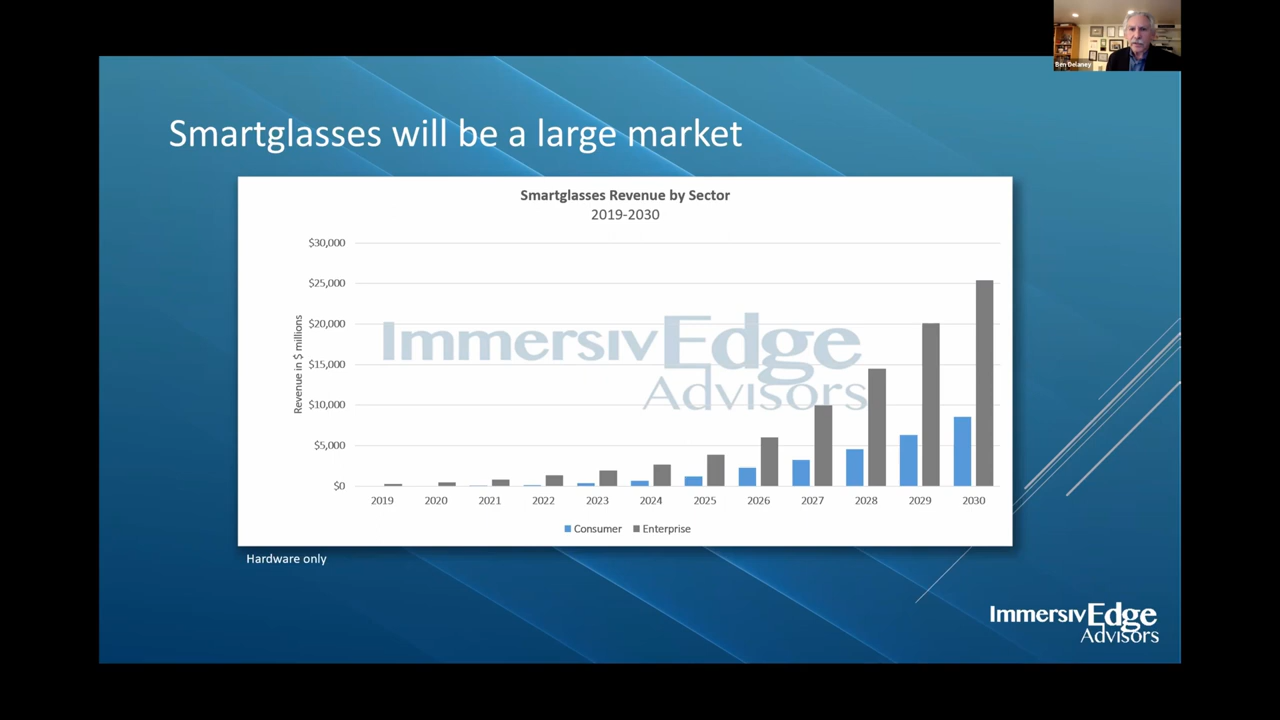 Ben Delaney
Smartglasses will be a large market
Smartglasses Revenue by Sector
2019-2030
$30,000
$25,000
$20,000
$15,000
$10,000
$5,000
$0
Revenue in $ millions
ImmersivEdge
Advisors
2019 2020 2021 2022 2023 2024 2025 2026 2027 2028 2029 2030
Consumer Enterprise
Hardware only
ImmersivEdge
Advisors